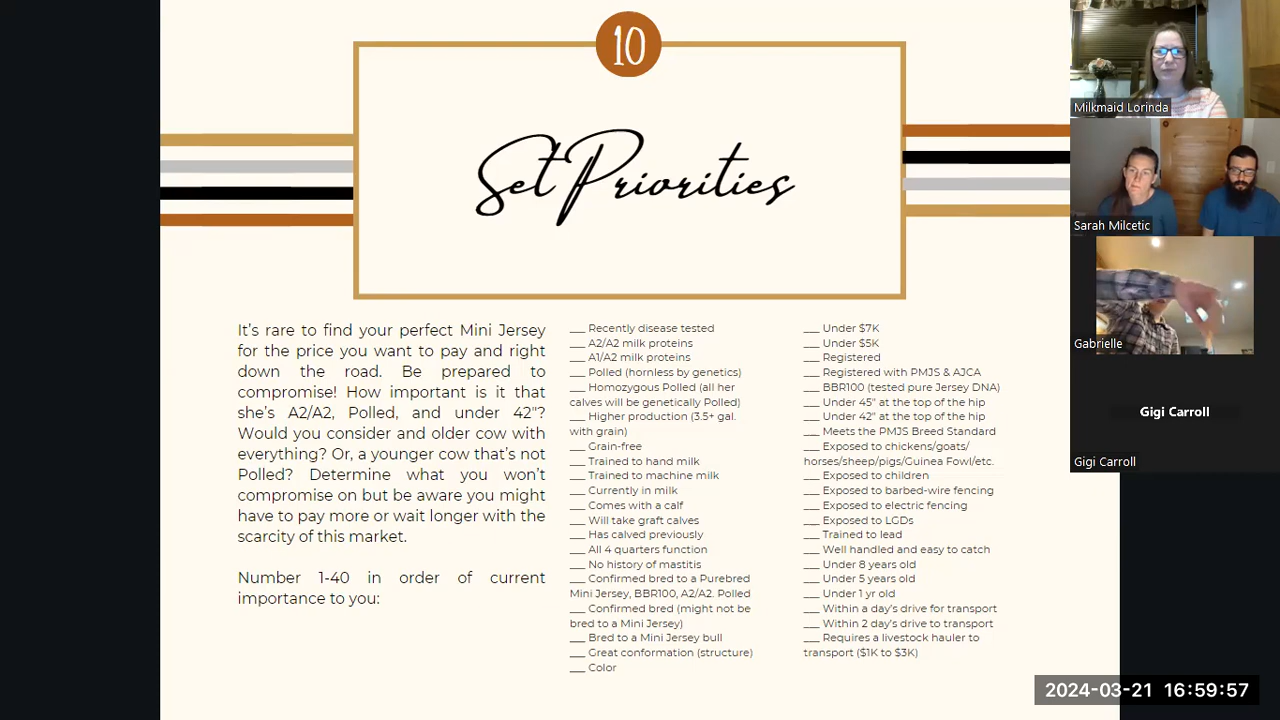 10
Set Priorities
It's rare to find your perfect Mini Jersey
for the price you want to pay and right
down the road. Be prepared to
compromise! How important is it that
she's A2/A2, Polled, and under 42"?
Would you consider and older cow with
everything? Or, a younger cow that's not
Polled? Determine what you won't
compromise on but be aware you might
have to pay more or wait longer with the
scarcity of this market.
Number 1-40 in order of current
importance to you:
___ Recently disease tested
___ A2/A2 milk proteins
___ A1/A2 milk proteins
___ Polled (hornless by genetics)
___ Homozygous Polled (all her
calves will be genetically Polled)
___ Higher production (3.5+ gal.
with grain)
___ Grain-free
___ Trained to hand milk
___ Trained to machine milk
___ Currently in milk
___ Comes with a calf
___ Will take graft calves
___ Has calved previously
___ All 4 quarters function
___ No history of mastitis
___ Confirmed bred to a Purebred
Mini Jersey, BBR100, A2/A2. Polled
___ Confirmed bred (might not be
bred to a Mini Jersey)
___ Bred to a Mini Jersey bull
___ Great conformation (structure)
___ Color
___ Under $7K
___ Under $5K
___ Registered
___ Registered with PMJS & AJCA
___ BBR100 (tested pure Jersey DNA)
___ Under 45" at the top of the hip
___ Under 42" at the top of the hip
___ Meets the PMJS Breed Standard
___ Exposed to chickens/goats/
horses/sheep/pigs/Guinea Fowl/etc.
___ Exposed to children
___ Exposed to barbed-wire fencing
___ Exposed to electric fencing
___ Exposed to LGDs
___ Trained to lead
___ Well handled and easy to catch
___ Under 8 years old
___ Under 5 years old
___ Under 1 yr old
___ Within a day's drive for transport
___ Within 2 day's drive to transport
___ Requires a livestock hauler to
transport ($1K to $3K)
Milkmaid Lorinda
Sarah Milcetic
Gabrielle
Gigi Carroll
Gigi Carroll
2024-03-21 16:59:57